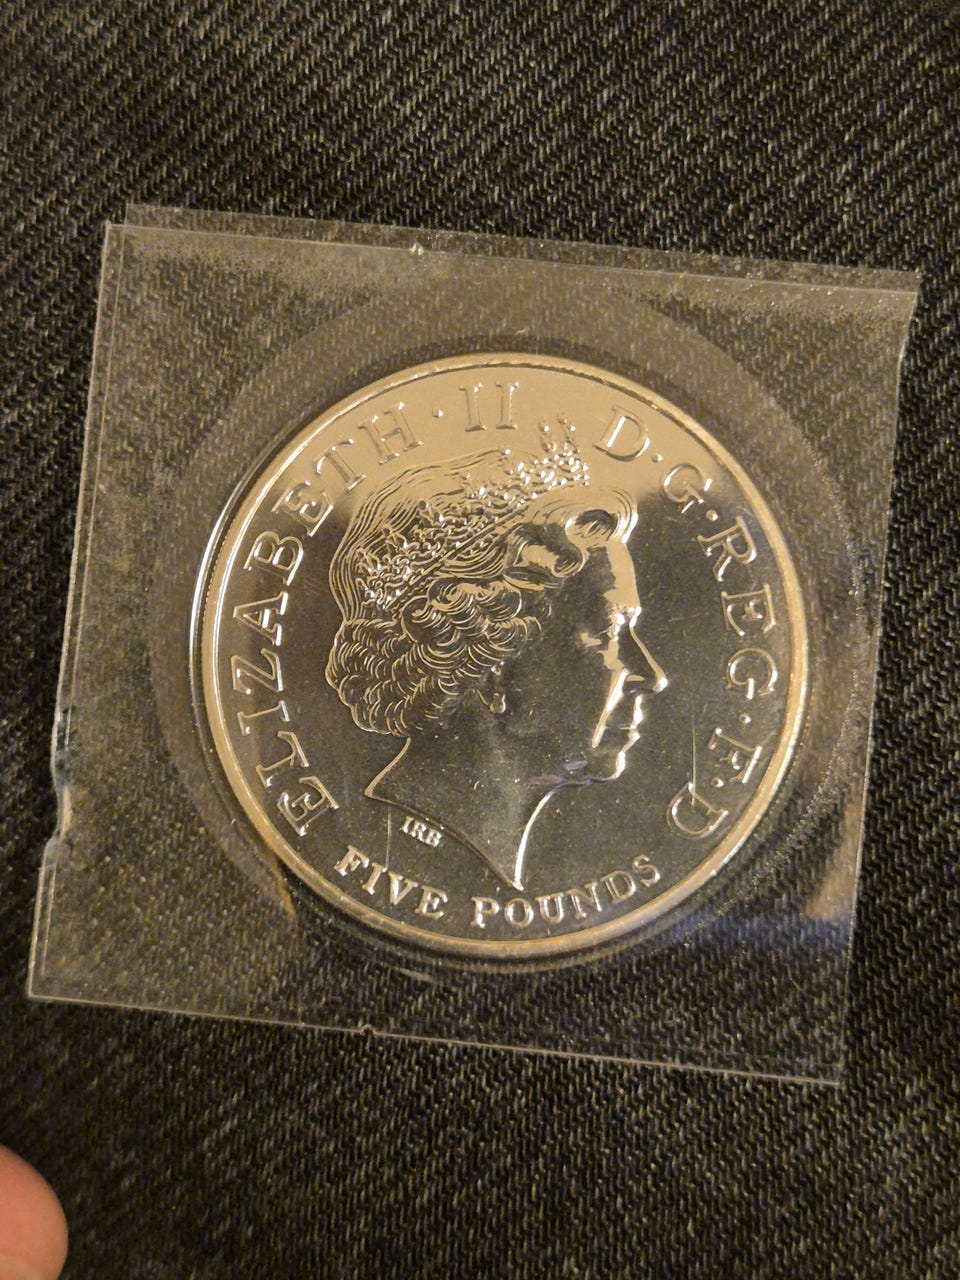 ELIZABETH·II D·G·REG·F·D
FIVE POUNDS
IRB